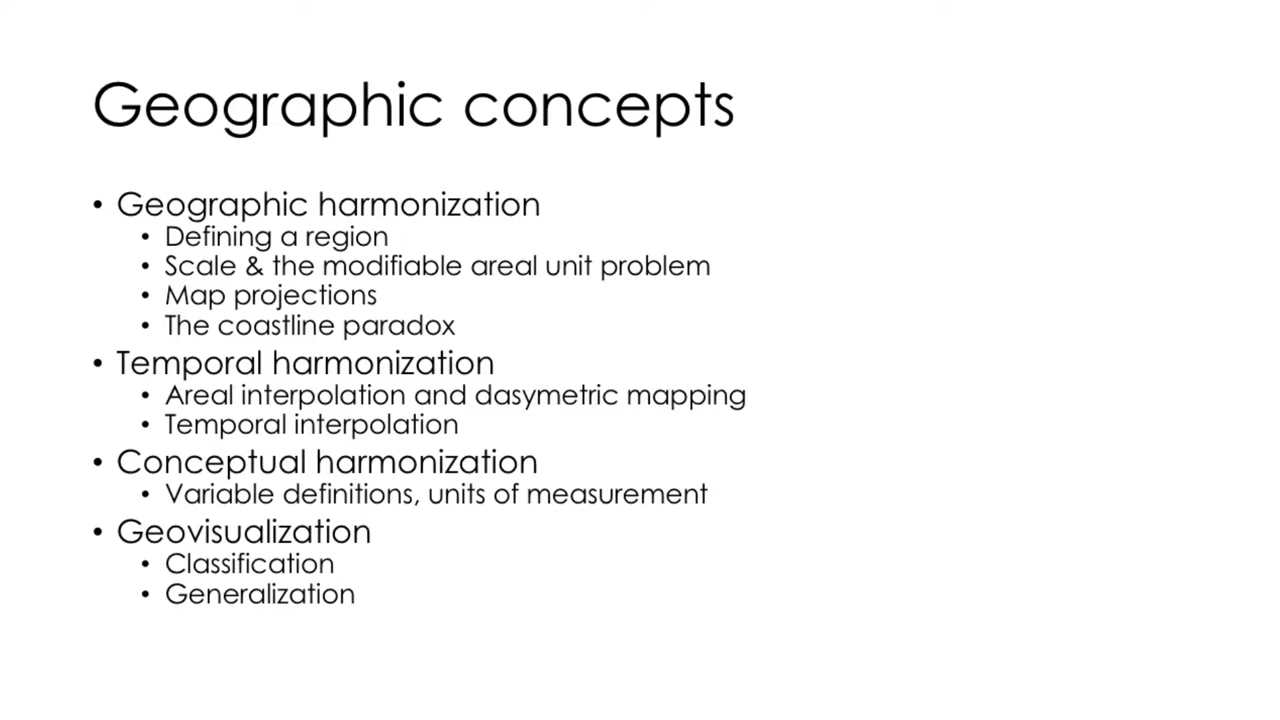 Geographic concepts
• Geographic harmonization
• Defining a region
• Scale & the modifiable areal unit problem
• Map projections
• The coastline paradox
• Temporal harmonization
• Areal interpolation and dasymetric mapping
• Temporal interpolation
• Conceptual harmonization
• Variable definitions, units of measurement
• Geovisualization
• Classification
• Generalization